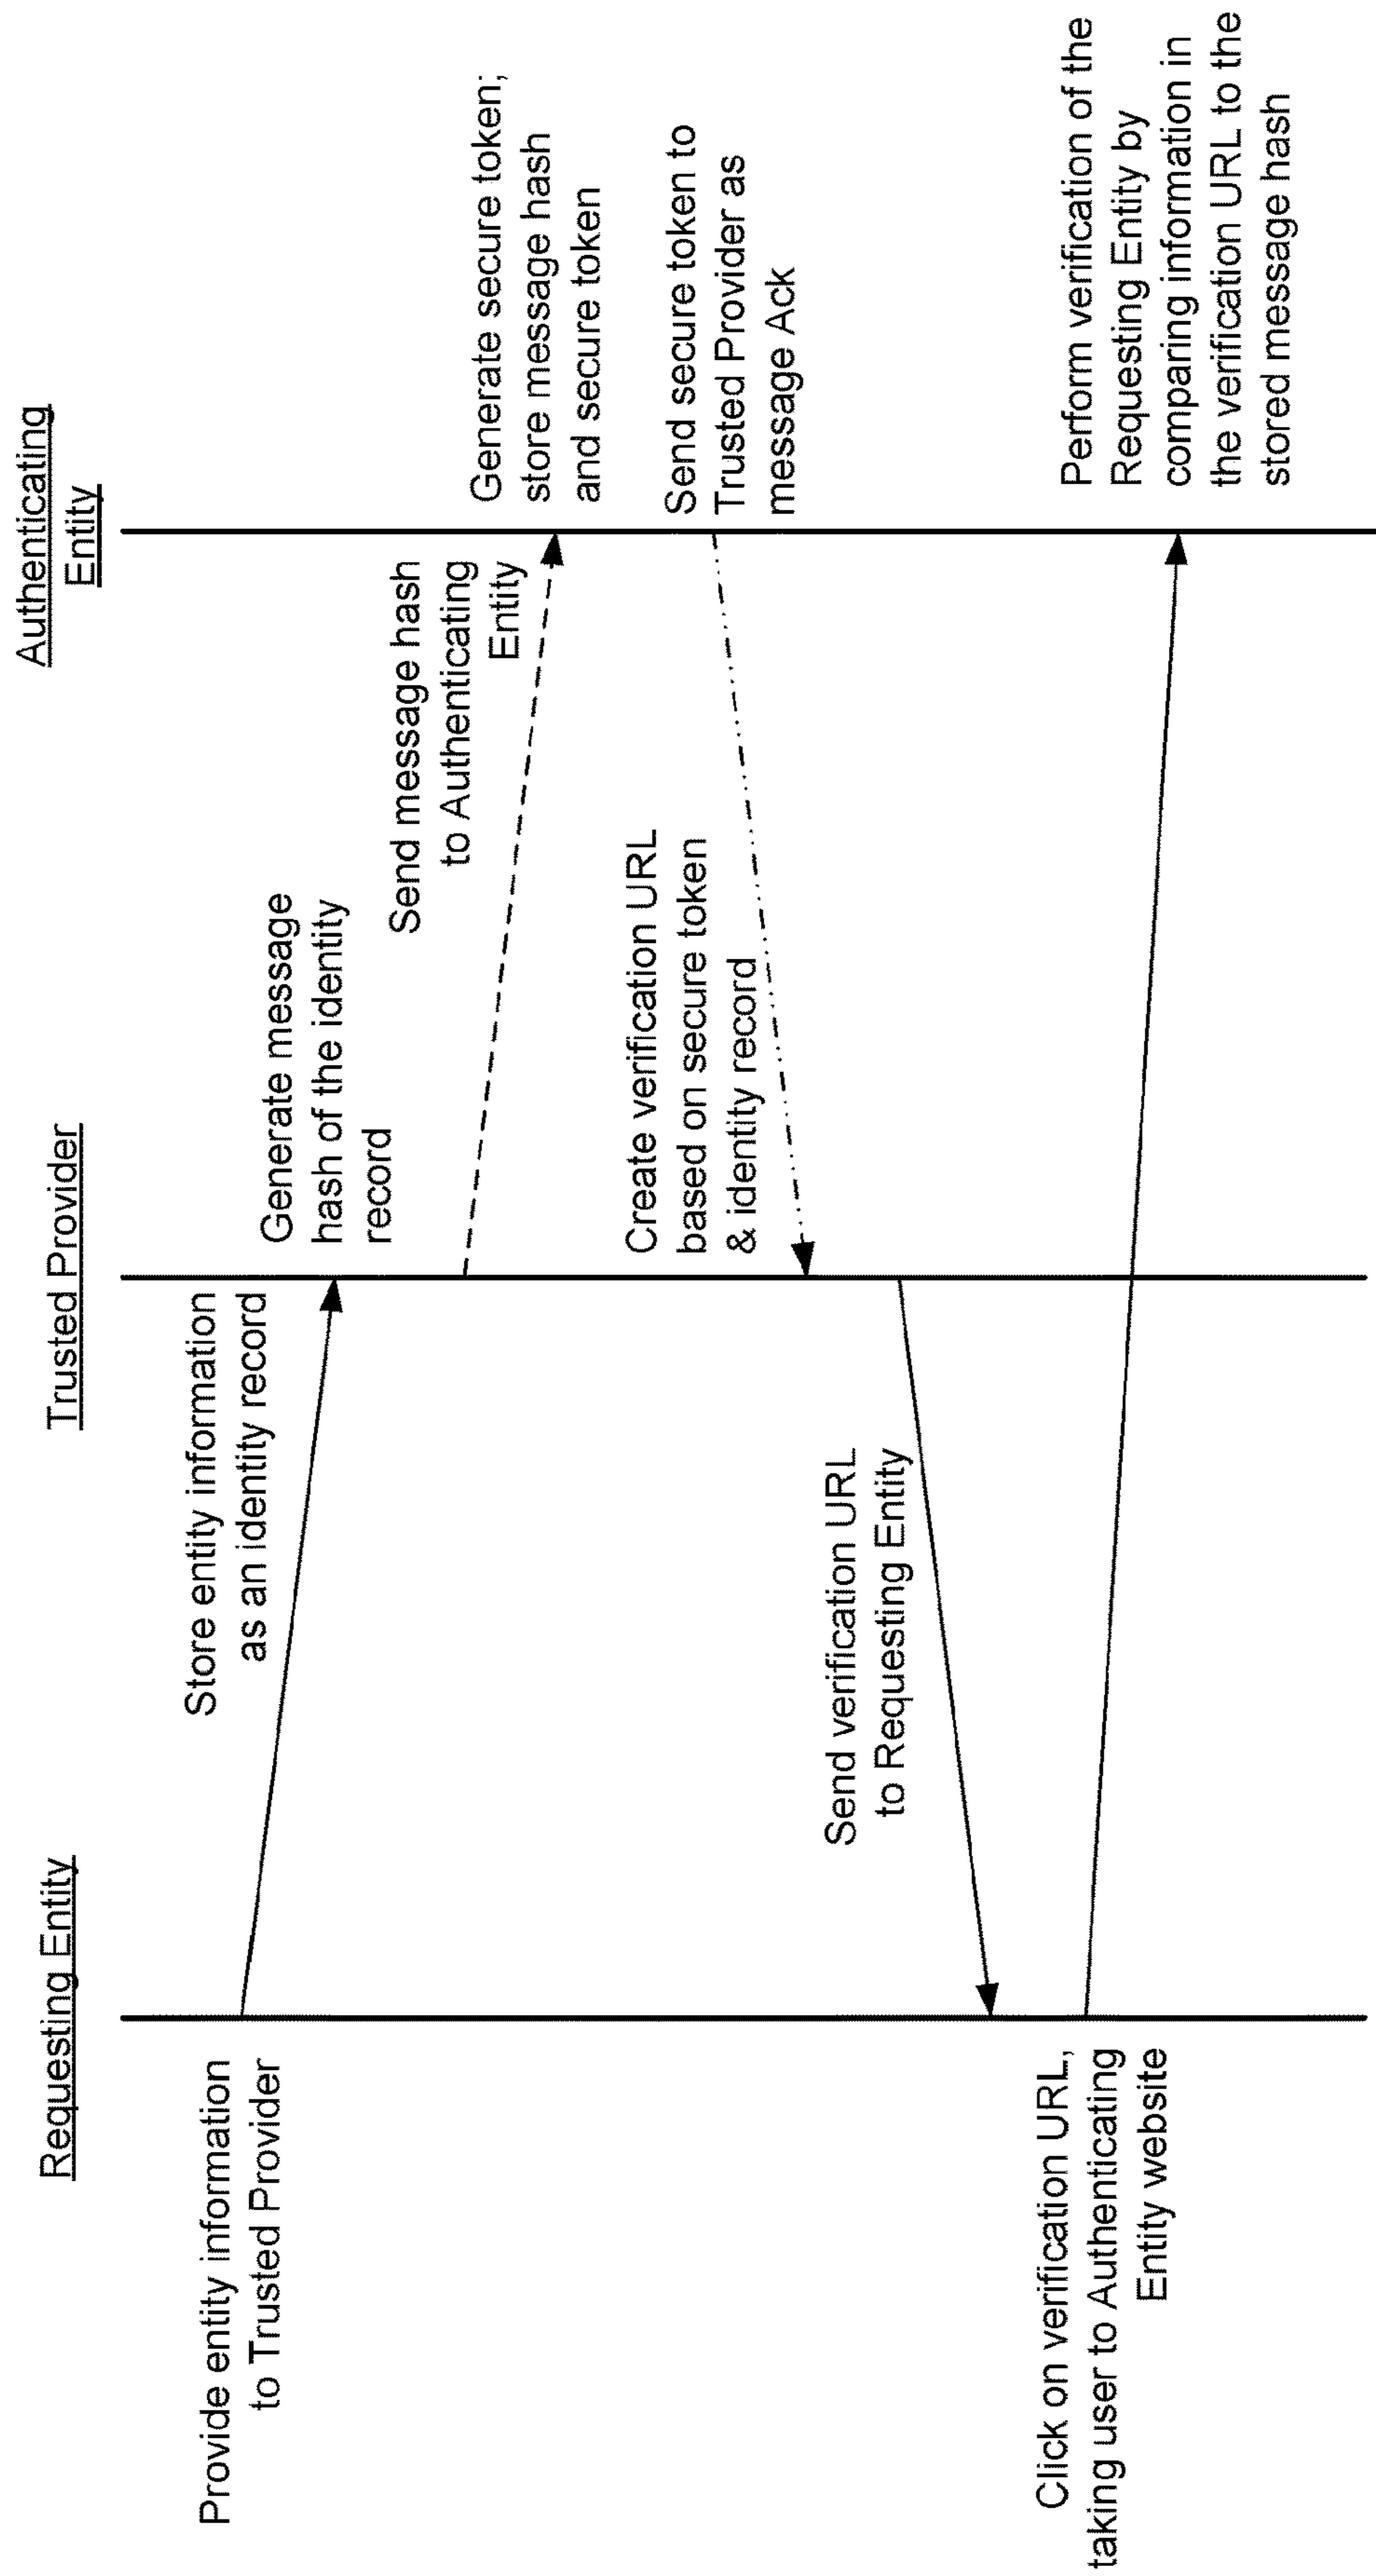 Requesting Entity
Trusted Provider
Authenticating
Entity
Provide entity information
to Trusted Provider
Store entity information
as an identity record
Generate message
hash of the identity
record
Send message hash
to Authenticating
Entity
Generate secure token;
store message hash
and secure token
Send secure token to
Trusted Provider as
message Ack
Create verification URL
based on secure token
& identity record
Send verification URL
to Requesting Entity
Click on verification URL,
taking user to Authenticating
Entity website
Perform verification of the
Requesting Entity by
comparing information in
the verification URL to the
stored message hash